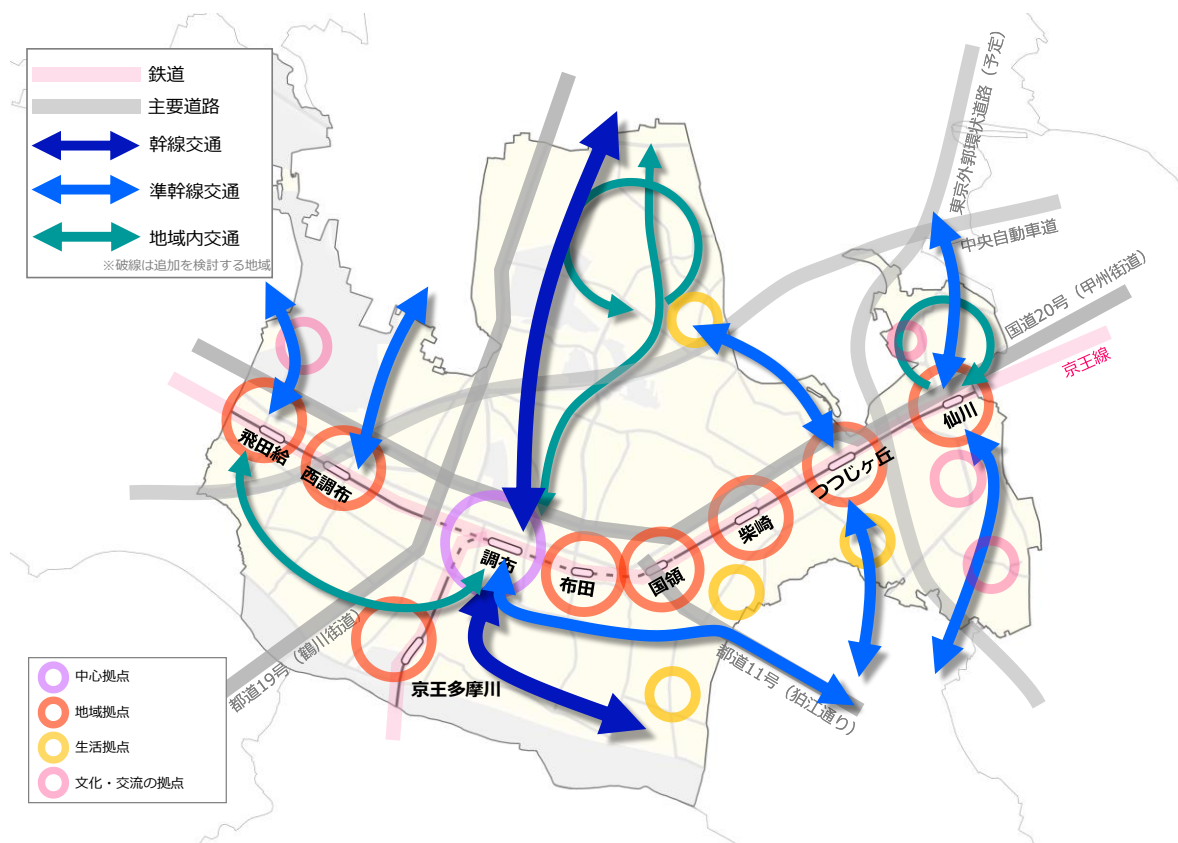 鉄道
主要道路
幹線交通
準幹線交通
地域内交通
※破線は追加を検討する地域
東京外郭環状道路（予定）
中央自動車道
国道20号（甲州街道）
京王線
仙川
つつじヶ丘
飛田給
西調布
柴崎
調布
布田
国領
京王多摩川
都道19号（鶴川街道）
都道11号（狛江通り）
中心拠点
地域拠点
生活拠点
文化・交流の拠点